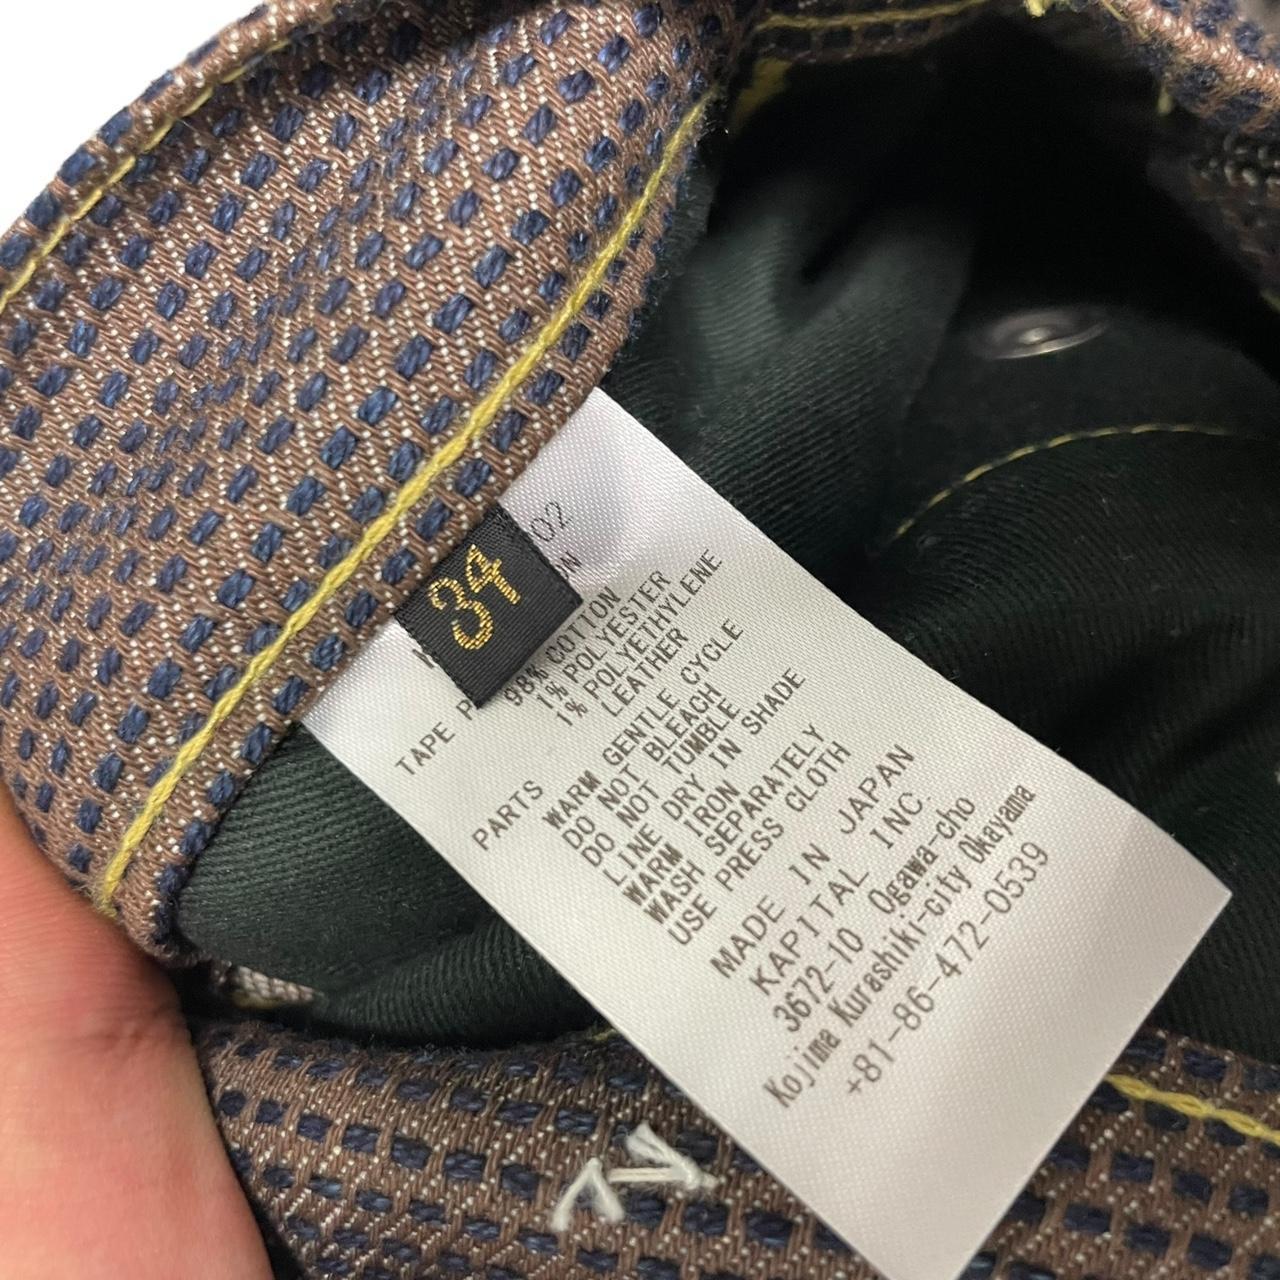 34
02
98% COTTON
TAPE
1% POLYESTER
1% POLYETHYLENE
PARTS LEATHER
WARM GENTLE CYCLE
DO NOT BLEACH
DO NOT TUMBLE
LINE DRY IN SHADE
WARM IRON
WASH SEPARATELY
USE PRESS CLOTH
MADE IN JAPAN
KAPITAL INC.
3672-10 Ogawa-cho
Kojima Kurashiki-city Okayama
+81-86-472-0539